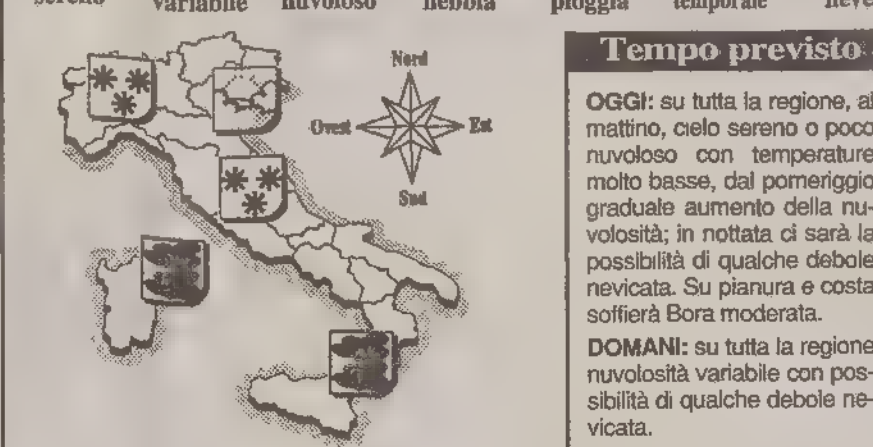 sereno variabile nuvoloso nebbia pioggia temporale neve
Nord
Ovest Est
Sud
Tempo previsto
OGGI: su tutta la regione, al
mattino, cielo sereno o poco
nuvoloso con temperature
molto basse, dal pomeriggio
graduale aumento della nu-
volosità; in nottata ci sarà la
possibilità di qualche debole
nevicata. Su pianura e costa
soffierà Bora moderata.
DOMANI: su tutta la regione
nuvolosità variabile con pos-
sibilità di qualche debole ne-
vicata.